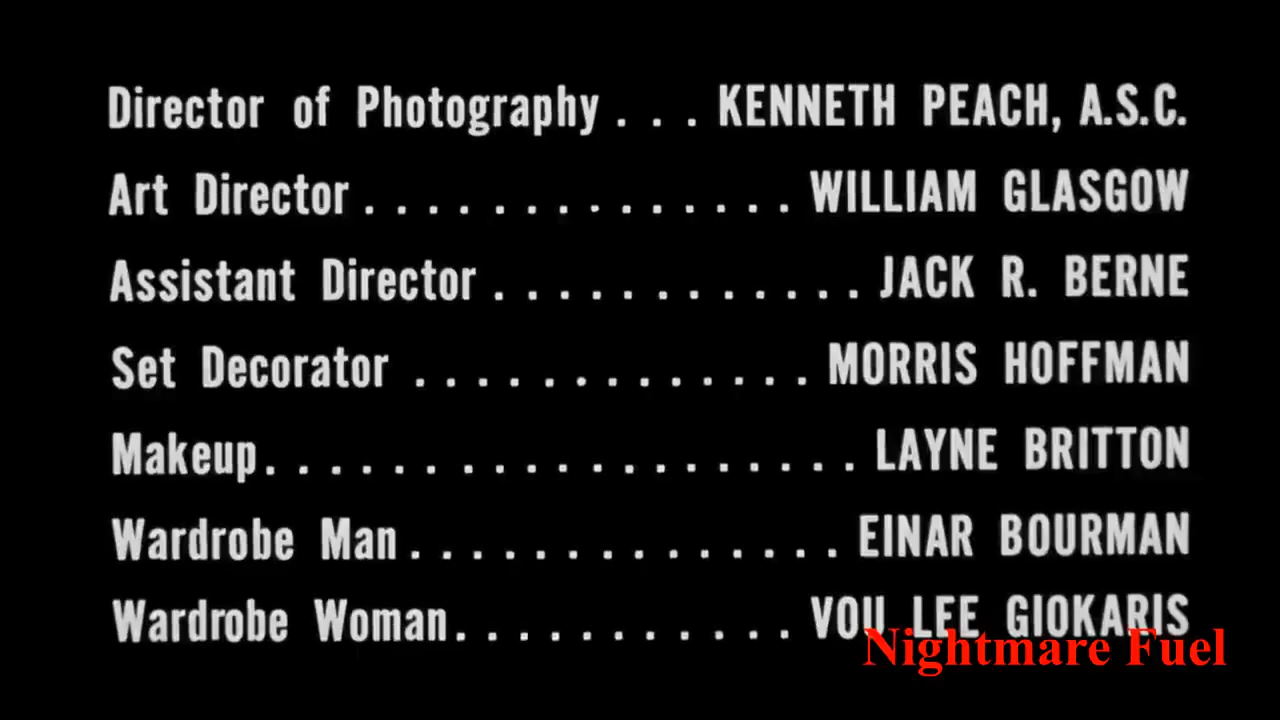 Director of Photography . . . KENNETH PEACH, A.S.C.
Art Director . . . . . . . . . . . . . . WILLIAM GLASGOW
Assistant Director . . . . . . . . . . . . JACK R. BERNE
Set Decorator . . . . . . . . . . . . . MORRIS HOFFMAN
Makeup . . . . . . . . . . . . . . . . . . . LAYNE BRITTON
Wardrobe Man . . . . . . . . . . . . . . EINAR BOURMAN
Wardrobe Woman . . . . . . . . . . . VOU LEE GIOKARIS
Nightmare Fuel